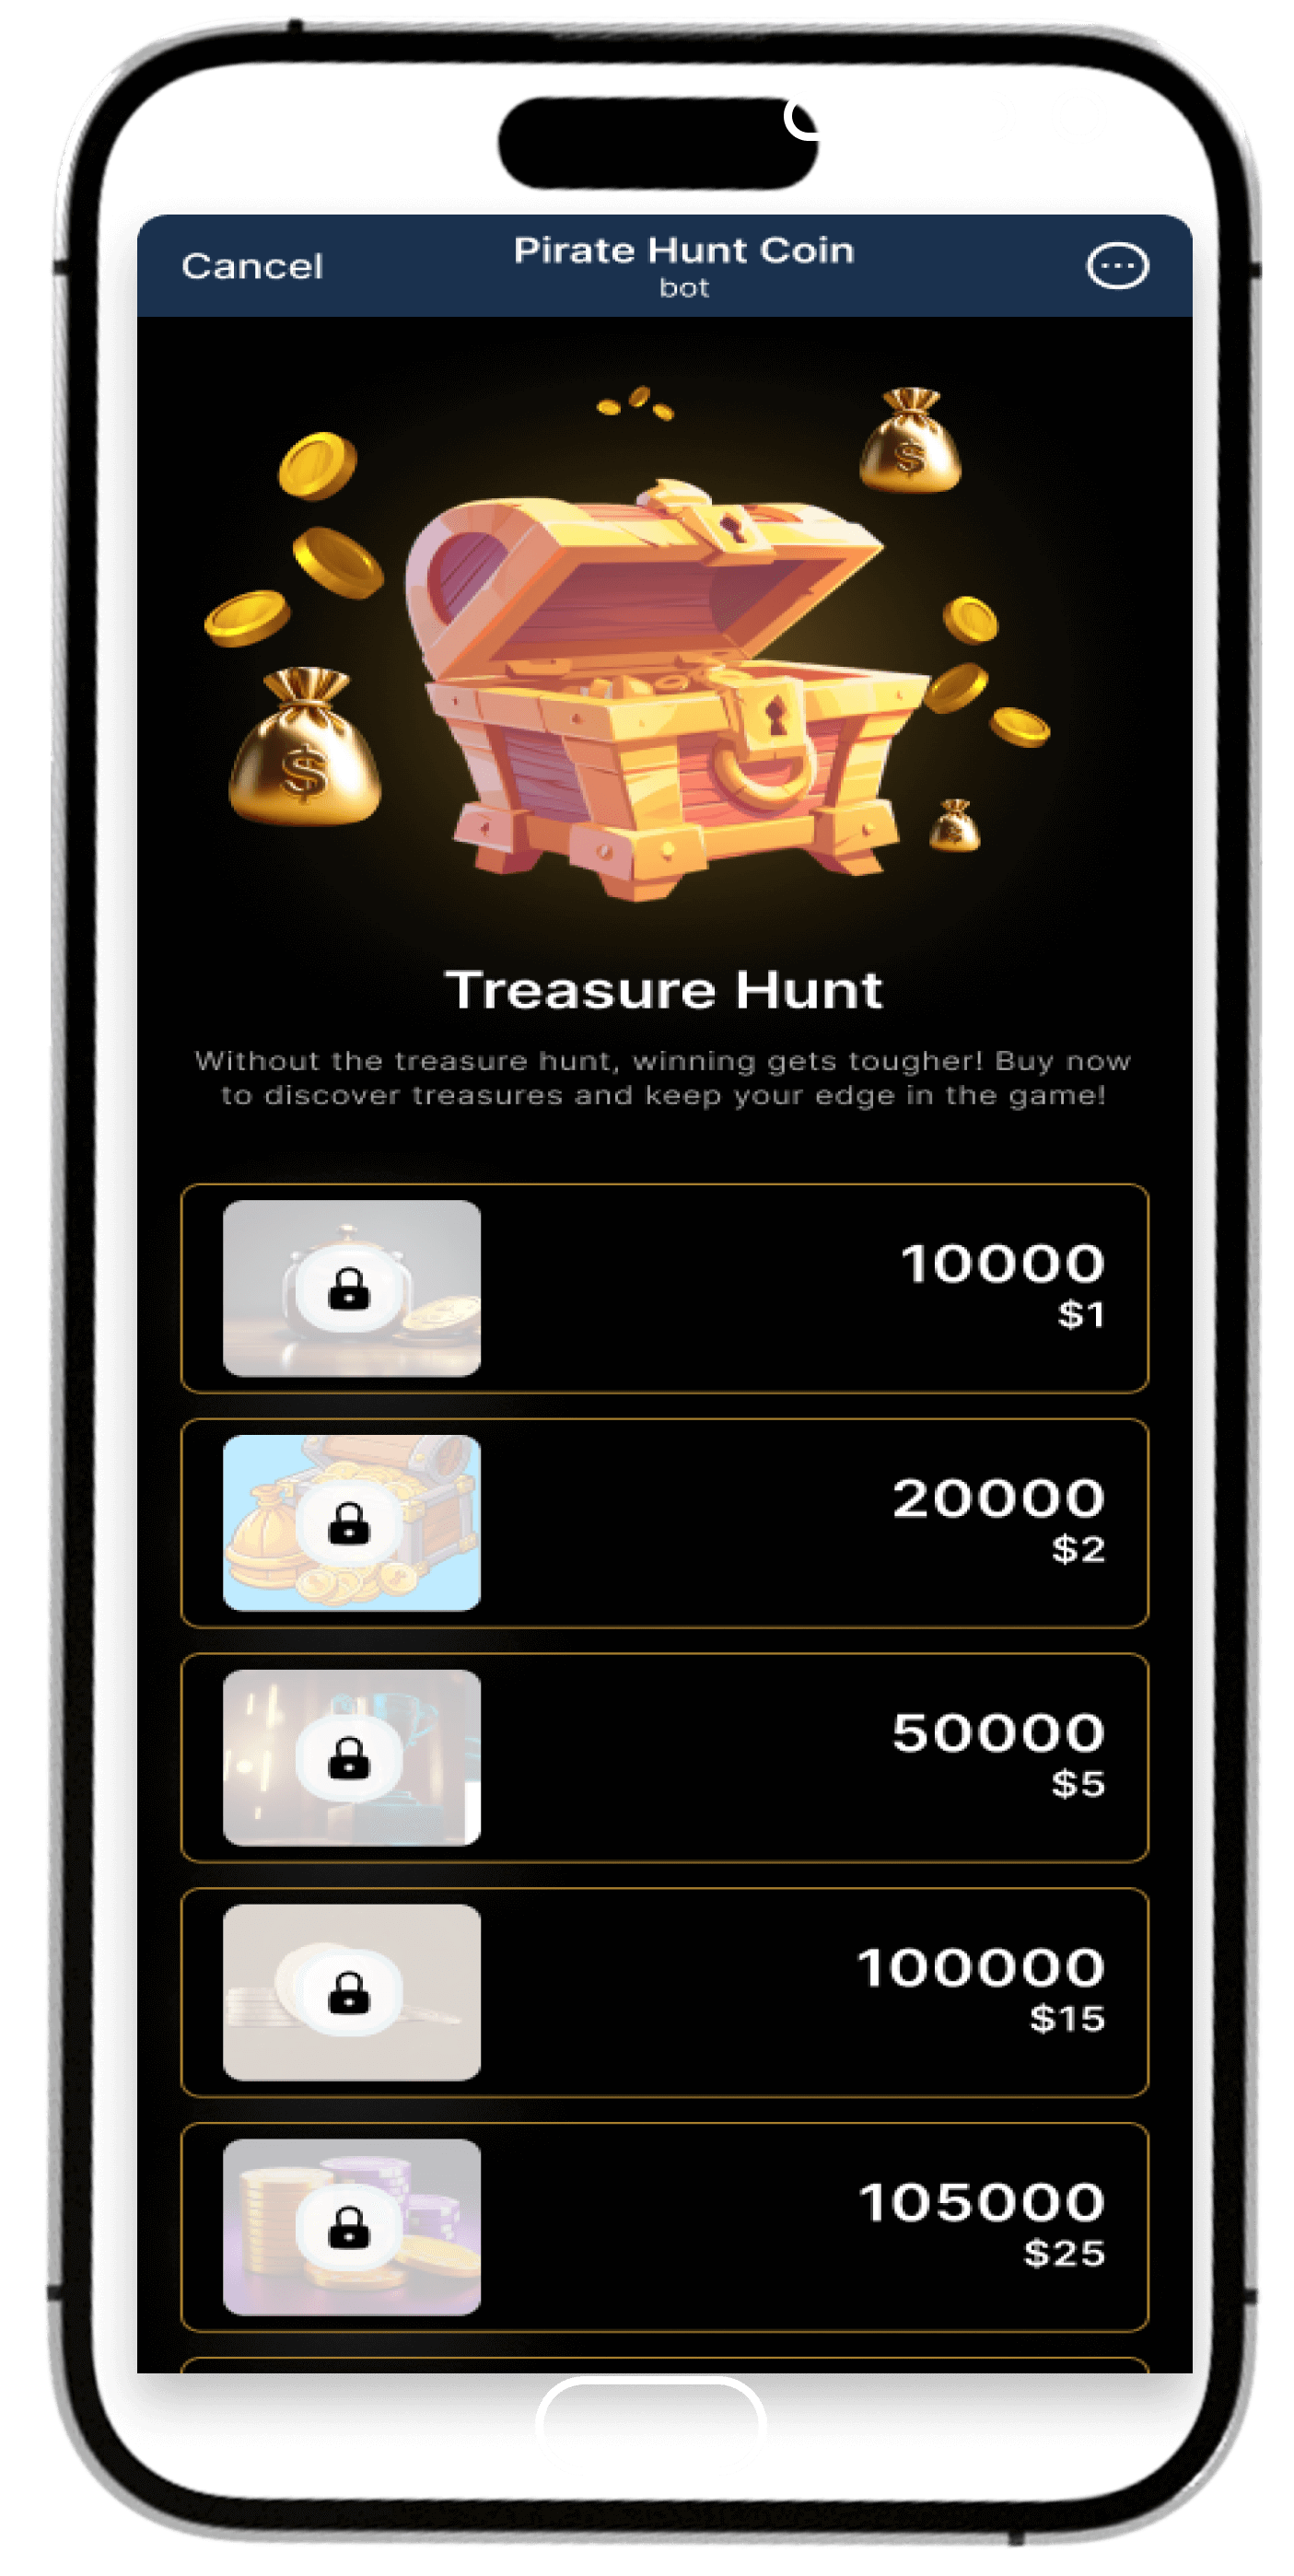 Cancel
Pirate Hunt Coin
bot
Treasure Hunt
Without the treasure hunt, winning gets tougher! Buy now
to discover treasures and keep your edge in the game!
10000
$1
20000
$2
50000
$5
100000
$15
105000
$25